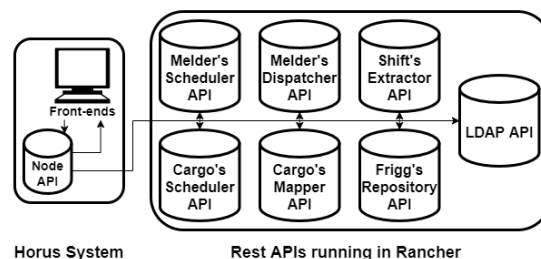 Front-ends
Node
API
Melder's
Scheduler
API
Melder's
Dispatcher
API
Shift's
Extractor
API
LDAP API
Cargo's
Scheduler
API
Cargo's
Mapper
API
Frigg's
Repository
API
Horus System
Rest APIs running in Rancher